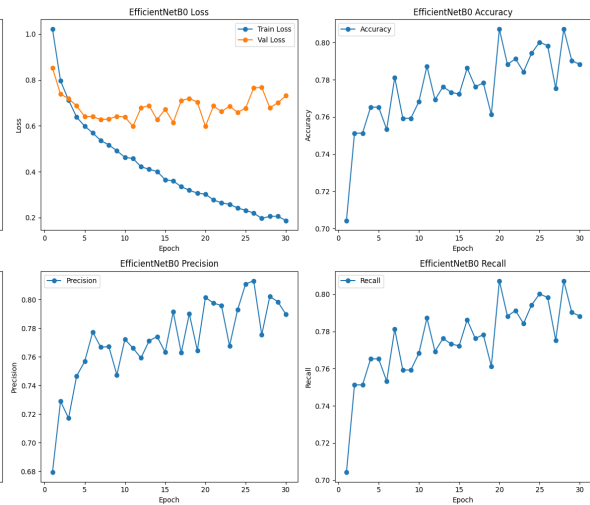 EfficientNetB0 Loss
Train Loss
Val Loss
1.0
0.8
0.6
0.4
0.2
Loss
0 5 10 15 20 25 30
Epoch
EfficientNetB0 Accuracy
Accuracy
0.80
0.78
0.76
0.74
0.72
0.70
Accuracy
0 5 10 15 20 25 30
Epoch
EfficientNetB0 Precision
Precision
0.80
0.78
0.76
0.74
0.72
0.70
0.68
Precision
0 5 10 15 20 25 30
Epoch
EfficientNetB0 Recall
Recall
0.80
0.78
0.76
0.74
0.72
0.70
Recall
0 5 10 15 20 25 30
Epoch